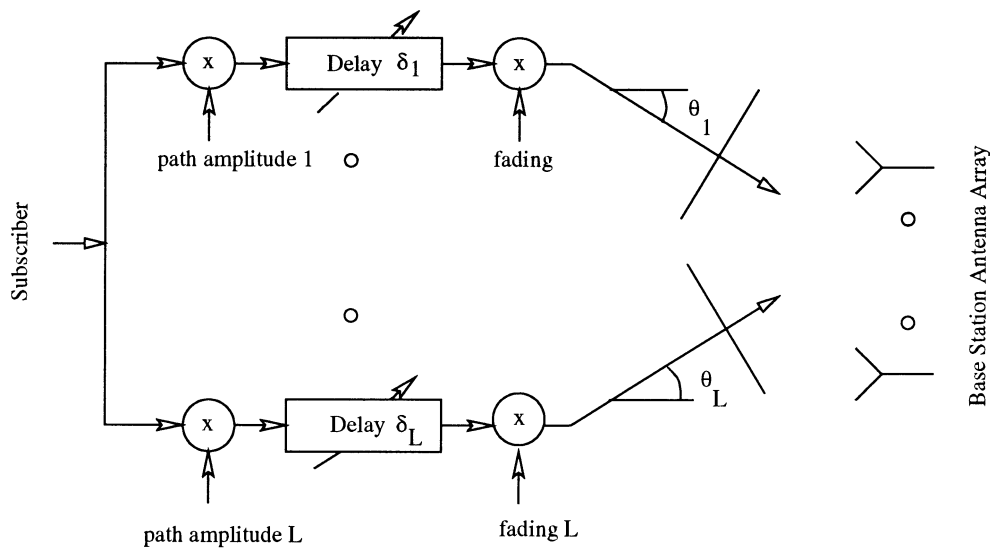 x
Delay δ1
x
θ1
path amplitude 1
fading
Subscriber
Base Station Antenna Array
x
Delay δL
x
θL
path amplitude L
fading L